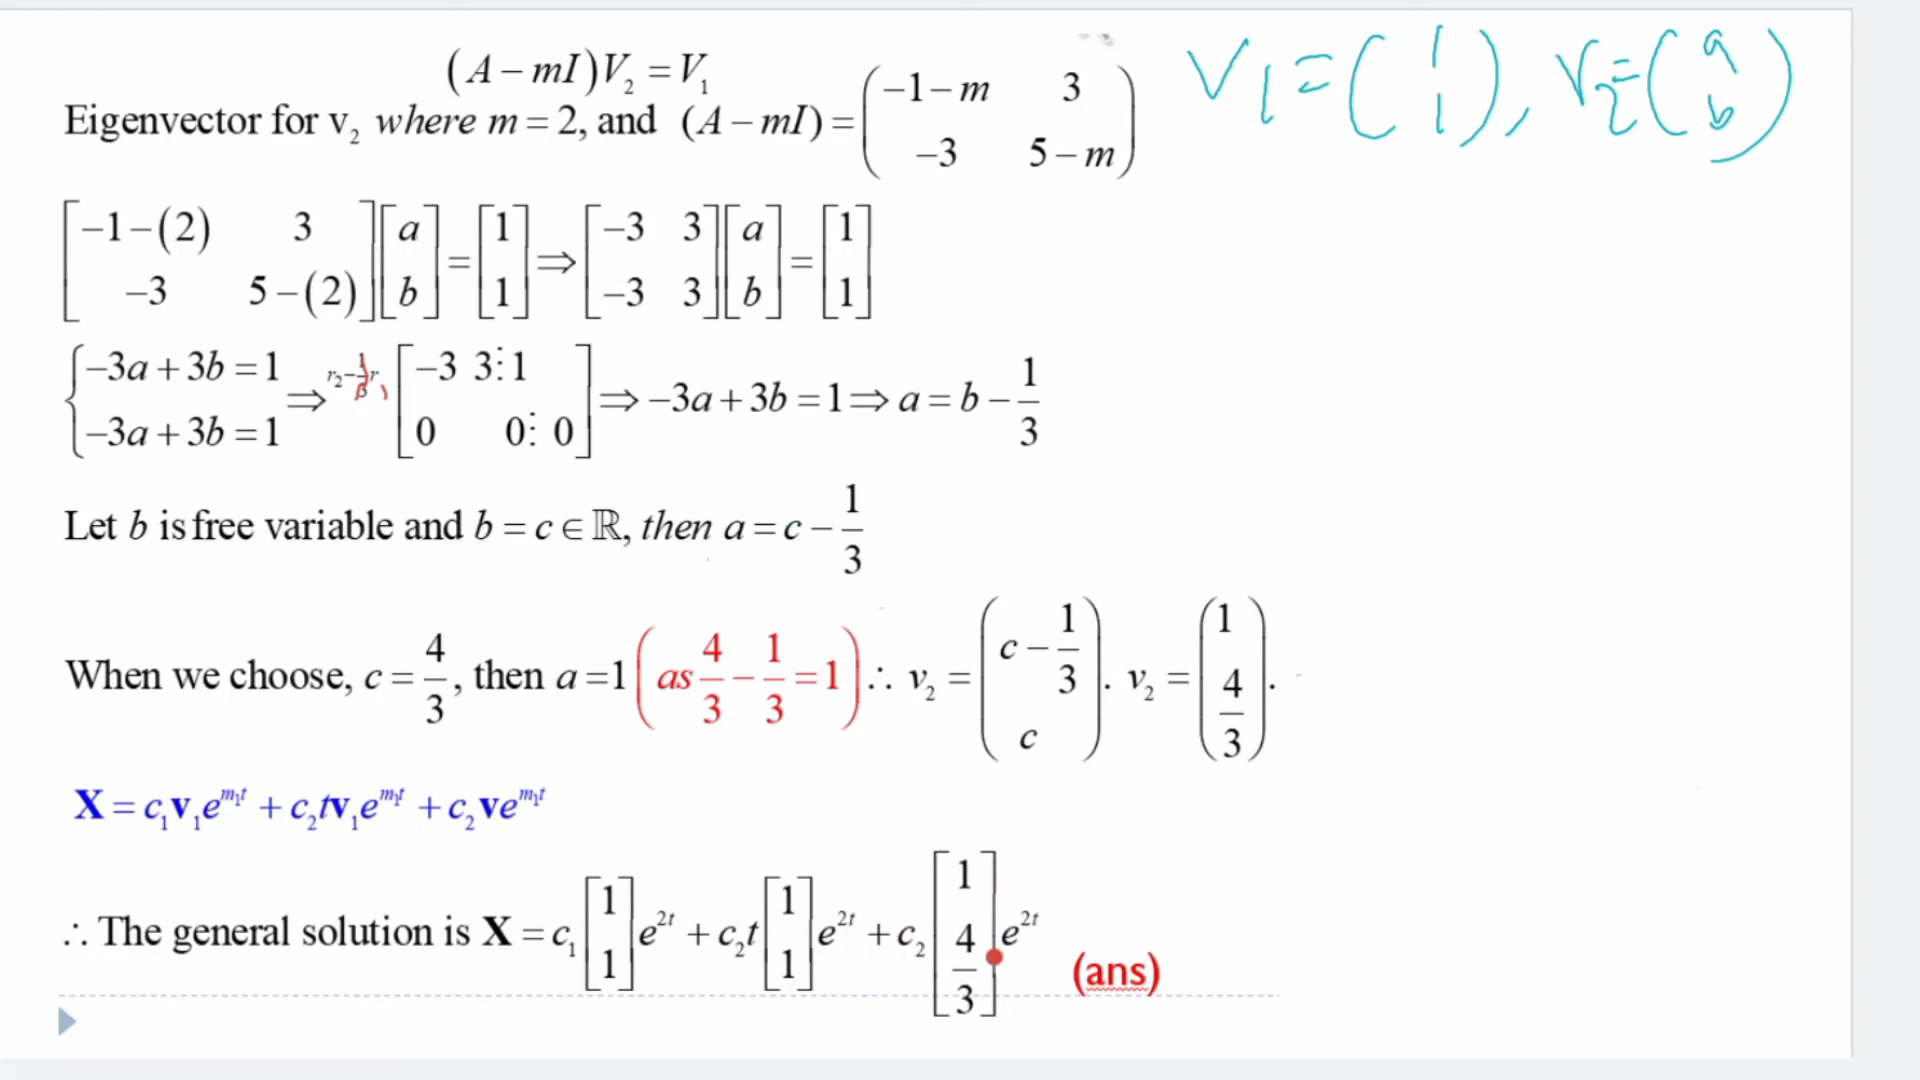 (A − mI)V₂ = V₁
V₁ = (1 1), V₂ = (a b)
Eigenvector for v₂ where m = 2, and (A − mI) = (−1 − m 3 −3 5 − m)
[−1 − (2) 3 −3 5 − (2)] [a b] = [1 1] ⇒ [−3 3 −3 3] [a b] = [1 1]
{−3a + 3b = 1 −3a + 3b = 1 ⇒ [−3 3⋮1 0 0⋮ 0] ⇒ −3a + 3b = 1 ⇒ a = b − 1/3
Let b is free variable and b = c ∈ ℝ, then a = c − 1/3
When we choose, c = 4/3, then a = 1 (as 4/3 − 1/3 = 1) ∴ v₂ = (c − 1/3 c). v₂ = (1 4/3).
X = c₁v₁e^{m₁t} + c₂tv₁e^{m₁t} + c₂ve^{m₁t}
∴ The general solution is X = c₁[1 1]e^{2t} + c₂t[1 1]e^{2t} + c₂[1 4/3]e^{2t} (ans)